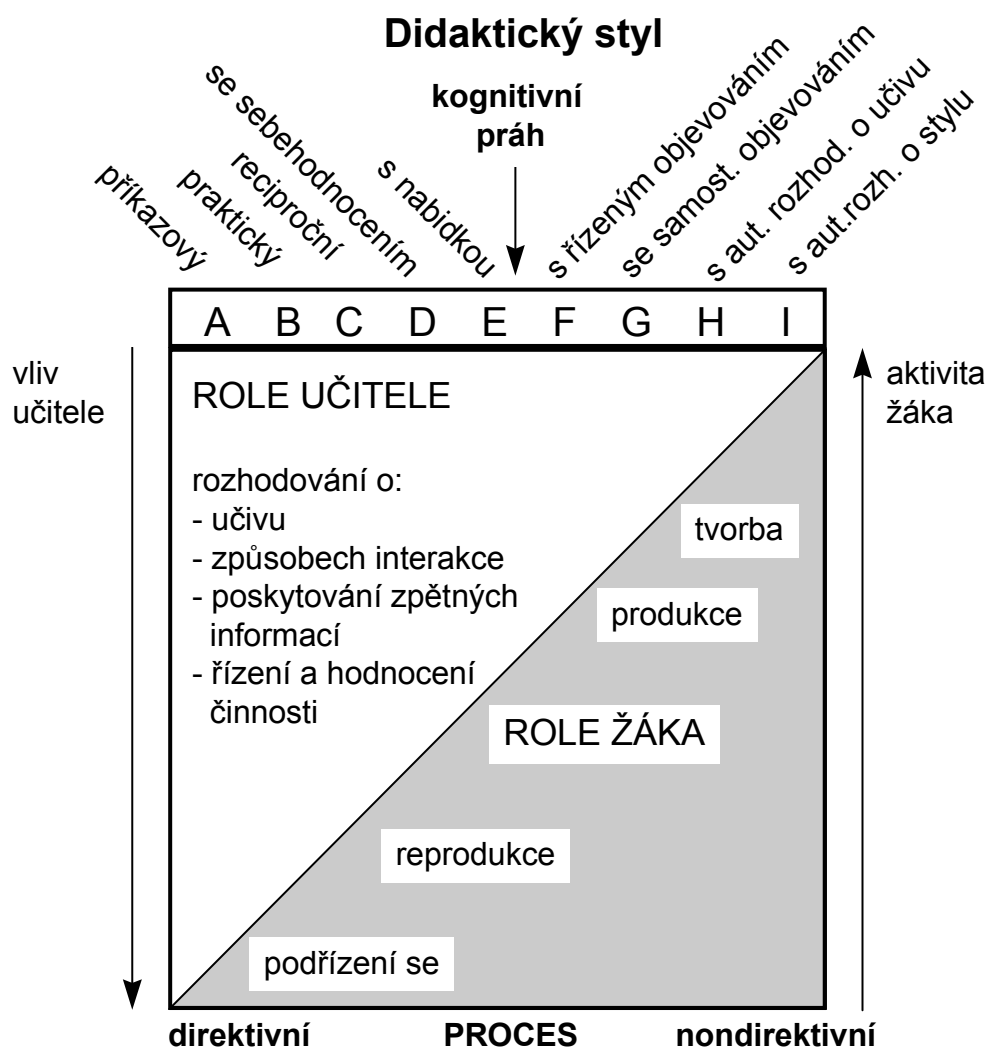 Didaktický styl
kognitivní
práh
příkazový
praktický
reciproční
se sebehodnocením
s nabidkou
s řízeným objevováním
se samost. objevováním
s aut. rozhod. o učivu
s aut.rozh. o stylu
A B C D E F G H I
vliv
učitele
aktivita
žáka
ROLE UČITELE
rozhodování o:
- učivu
- způsobech interakce
- poskytování zpětných
informací
- řízení a hodnocení
činnosti
tvorba
produkce
ROLE ŽÁKA
reprodukce
podřízení se
direktivní PROCES nondirektivní